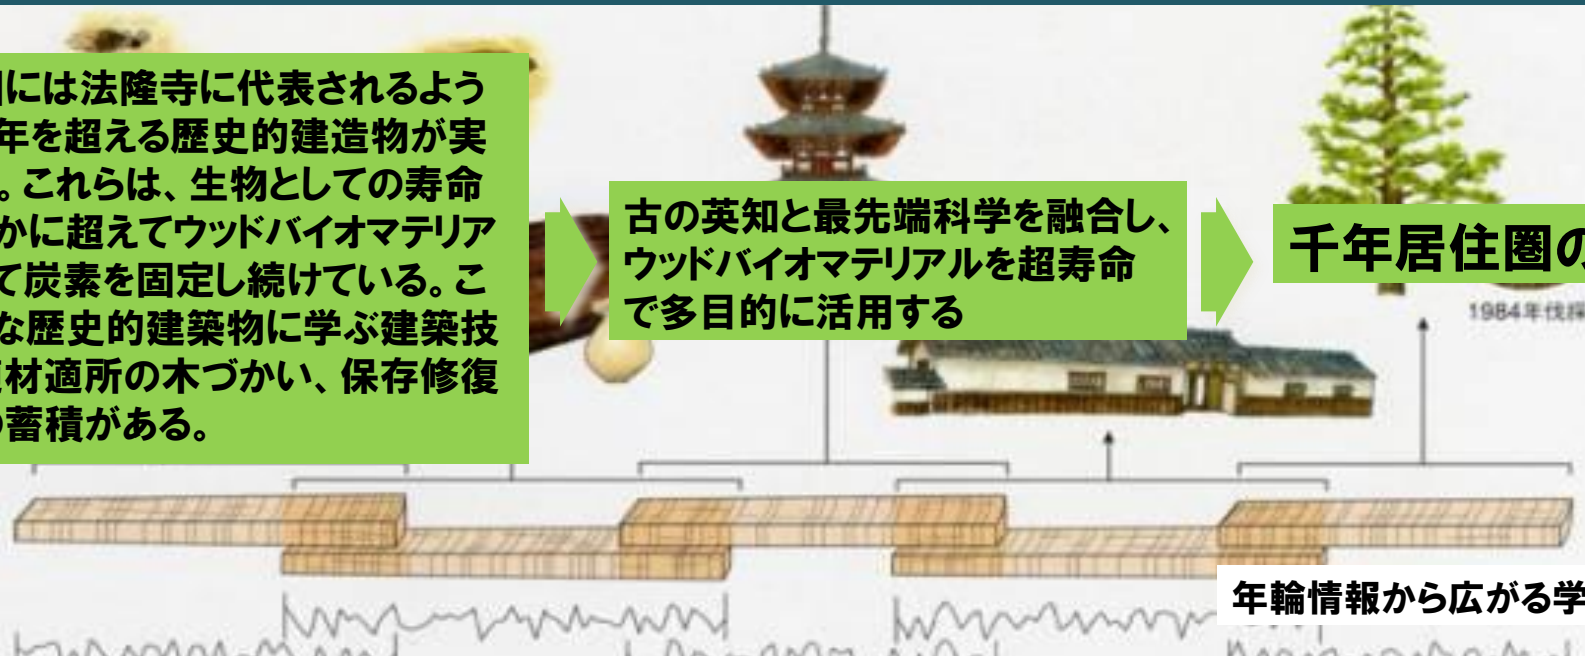 には法隆寺に代表されるよう
年を超える歴史的建造物が実
。これらは、生物としての寿命
かに超えてウッドバイオマテリア
て炭素を固定し続けている。こ
な歴史的建築物に学ぶ建築技
材適所の木づかい、保存修復
蓄積がある。
古の英知と最先端科学を融合し、
ウッドバイオマテリアルを超寿命
で多目的に活用する
千年居住圏の
1984年伐採
年輪情報から広がる学